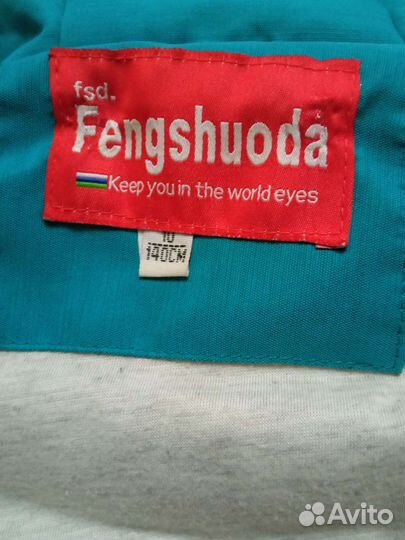 fsd.
Fengshuoda
Keep you in the world eyes
10
140CM
Avito